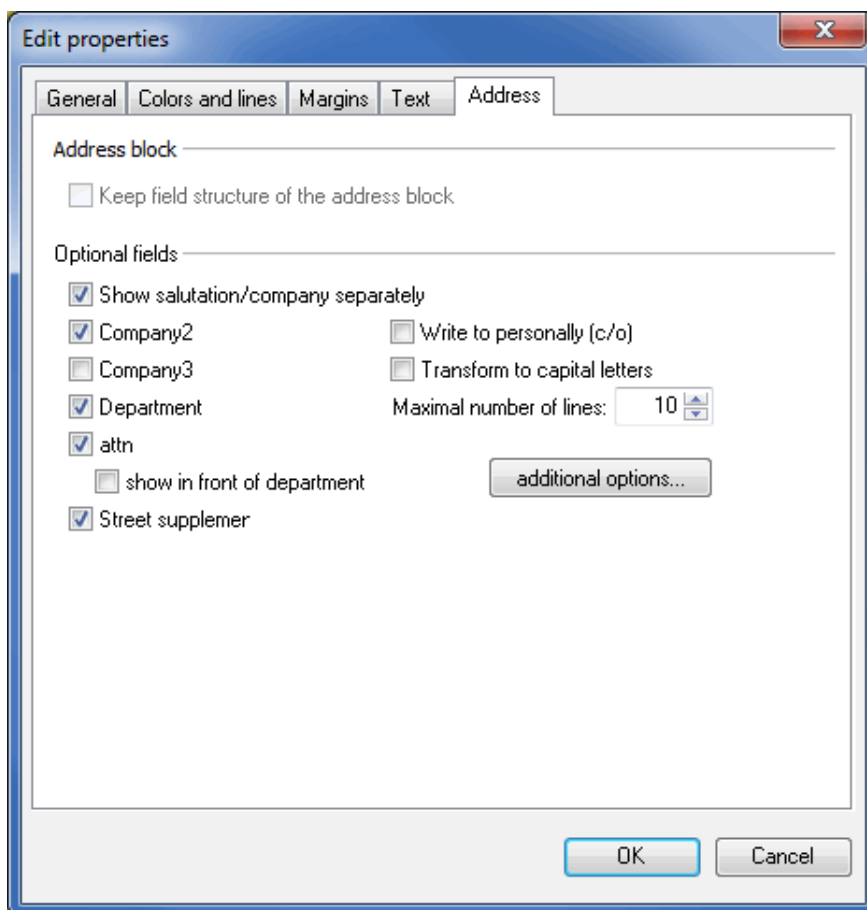 Edit properties
General Colors and lines Margins Text Address
Address block
Keep field structure of the address block
Optional fields
Show salutation/company separately
Company2 Write to personally (c/o)
Company3 Transform to capital letters
Department Maximal number of lines: 10
attn
show in front of department additional options...
Street supplemer
OK Cancel